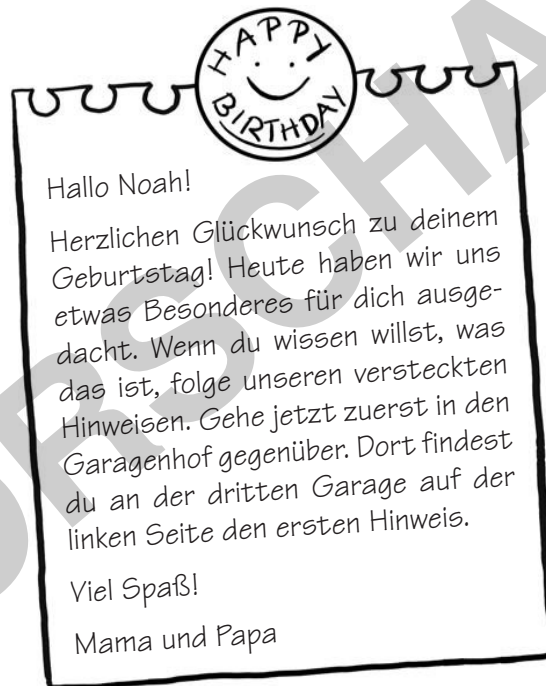 HAPPY
BIRTHDAY
Hallo Noah!
Herzlichen Glückwunsch zu deinem
Geburtstag! Heute haben wir uns
etwas Besonderes für dich ausge-
dacht. Wenn du wissen willst, was
das ist, folge unseren versteckten
Hinweisen. Gehe jetzt zuerst in den
Garagenhof gegenüber. Dort findest
du an der dritten Garage auf der
linken Seite den ersten Hinweis.
Viel Spaß!
Mama und Papa